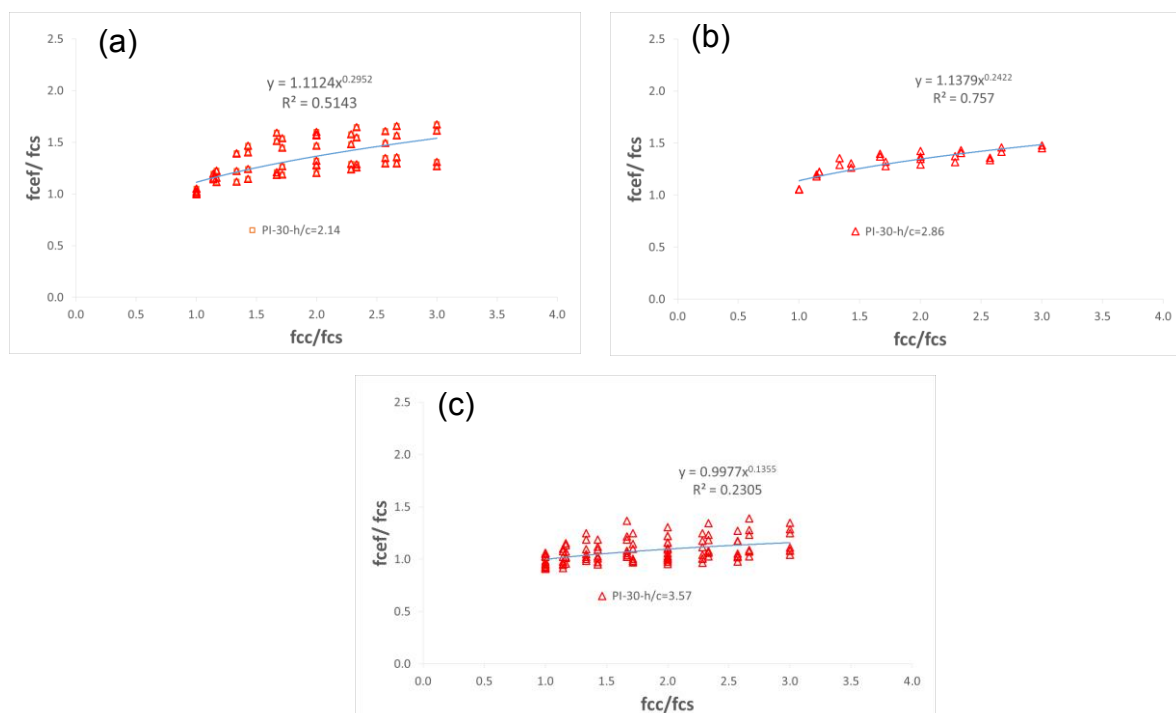 (a)
2.5
2.0
1.5
1.0
0.5
0.0
fcef/ fcs
y = 1.1124x^0.2952
R² = 0.5143
PI-30-h/c=2.14
0.0 0.5 1.0 1.5 2.0 2.5 3.0 3.5 4.0
fcc/fcs
(b)
2.5
2.0
1.5
1.0
0.5
0.0
fcef/ fcs
y = 1.1379x^0.2422
R² = 0.757
PI-30-h/c=2.86
0.0 0.5 1.0 1.5 2.0 2.5 3.0 3.5 4.0
fcc/fcs
(c)
2.5
2.0
1.5
1.0
0.5
0.0
fcef/ fcs
y = 0.9977x^0.1355
R² = 0.2305
PI-30-h/c=3.57
0.0 0.5 1.0 1.5 2.0 2.5 3.0 3.5 4.0
fcc/fcs